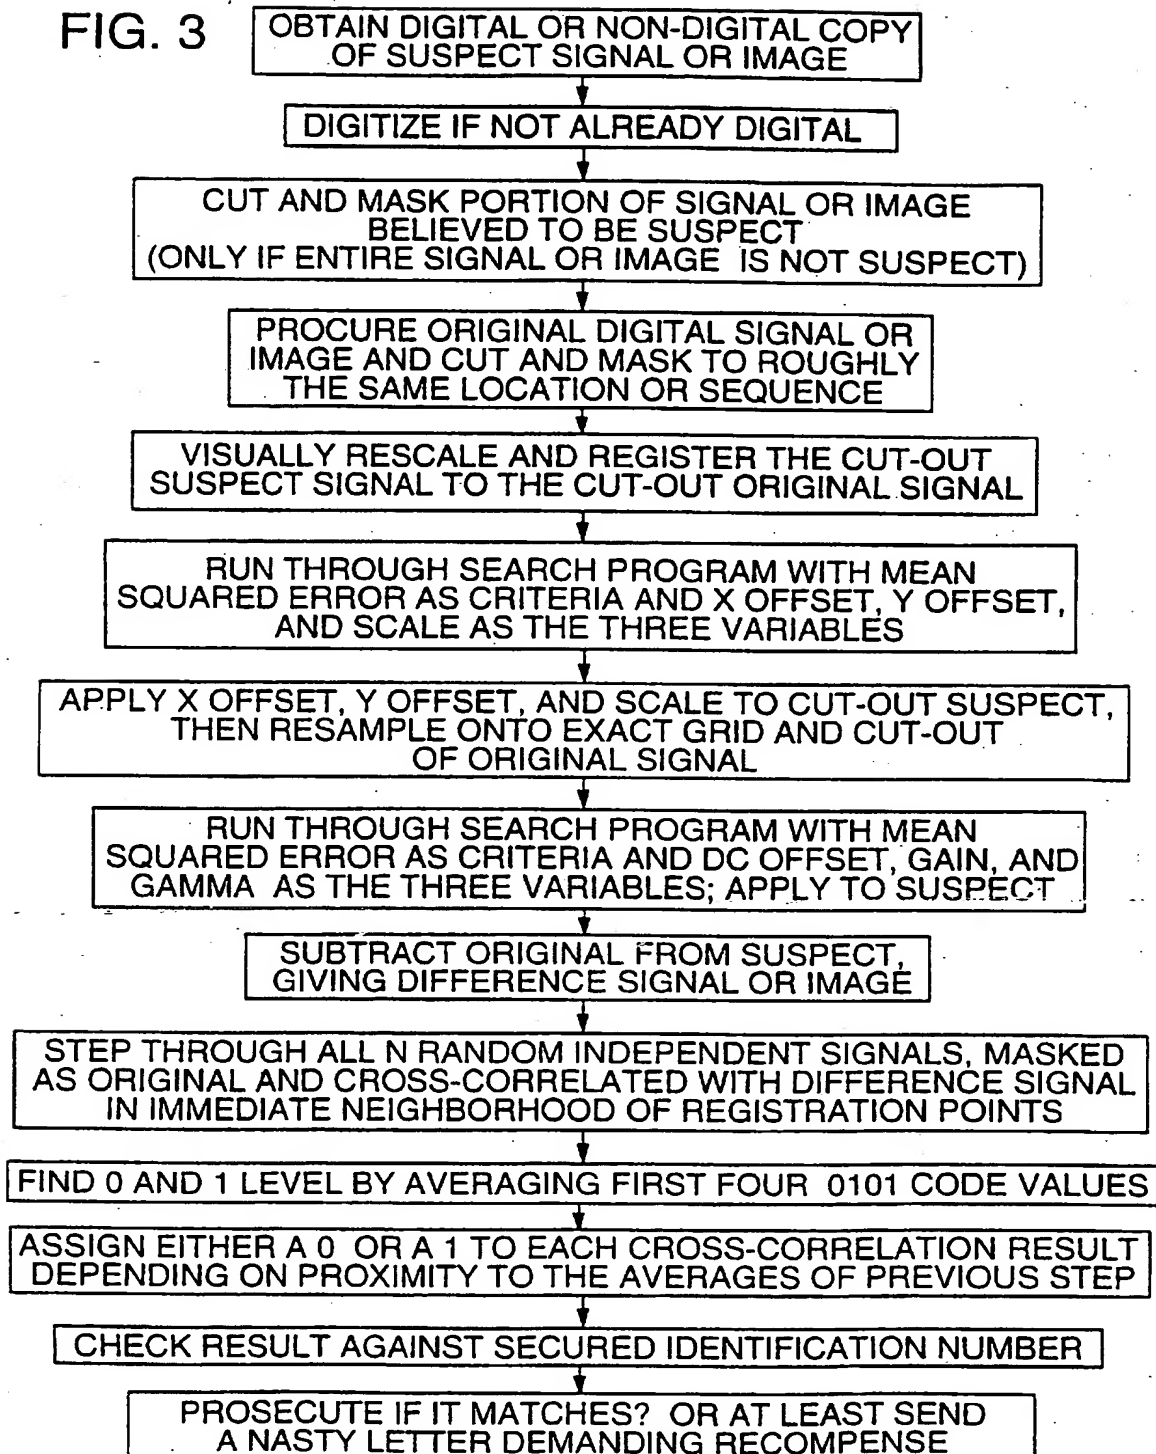 FIG. 3
OBTAIN DIGITAL OR NON-DIGITAL COPY
OF SUSPECT SIGNAL OR IMAGE
DIGITIZE IF NOT ALREADY DIGITAL
CUT AND MASK PORTION OF SIGNAL OR IMAGE
BELIEVED TO BE SUSPECT
(ONLY IF ENTIRE SIGNAL OR IMAGE IS NOT SUSPECT)
PROCURE ORIGINAL DIGITAL SIGNAL OR
IMAGE AND CUT AND MASK TO ROUGHLY
THE SAME LOCATION OR SEQUENCE
VISUALLY RESCALE AND REGISTER THE CUT-OUT
SUSPECT SIGNAL TO THE CUT-OUT ORIGINAL SIGNAL
RUN THROUGH SEARCH PROGRAM WITH MEAN
SQUARED ERROR AS CRITERIA AND X OFFSET, Y OFFSET,
AND SCALE AS THE THREE VARIABLES
APPLY X OFFSET, Y OFFSET, AND SCALE TO CUT-OUT SUSPECT,
THEN RESAMPLE ONTO EXACT GRID AND CUT-OUT
OF ORIGINAL SIGNAL
RUN THROUGH SEARCH PROGRAM WITH MEAN
SQUARED ERROR AS CRITERIA AND DC OFFSET, GAIN, AND
GAMMA AS THE THREE VARIABLES; APPLY TO SUSPECT
SUBTRACT ORIGINAL FROM SUSPECT,
GIVING DIFFERENCE SIGNAL OR IMAGE
STEP THROUGH ALL N RANDOM INDEPENDENT SIGNALS, MASKED
AS ORIGINAL AND CROSS-CORRELATED WITH DIFFERENCE SIGNAL
IN IMMEDIATE NEIGHBORHOOD OF REGISTRATION POINTS
FIND 0 AND 1 LEVEL BY AVERAGING FIRST FOUR 0101 CODE VALUES
ASSIGN EITHER A 0 OR A 1 TO EACH CROSS-CORRELATION RESULT
DEPENDING ON PROXIMITY TO THE AVERAGES OF PREVIOUS STEP
CHECK RESULT AGAINST SECURED IDENTIFICATION NUMBER
PROSECUTE IF IT MATCHES? OR AT LEAST SEND
A NASTY LETTER DEMANDING RECOMPENSE